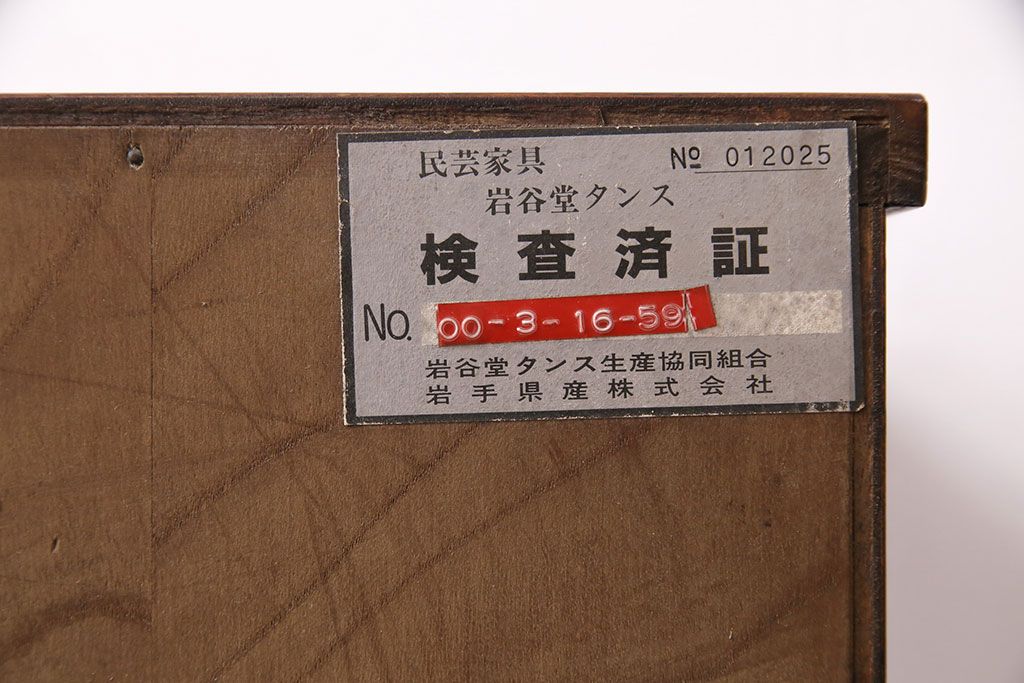 民芸家具 № 012025
岩谷堂タンス
検査済証
No. 00-3-16-59
岩谷堂タンス生産協同組合
岩手県産株式会社